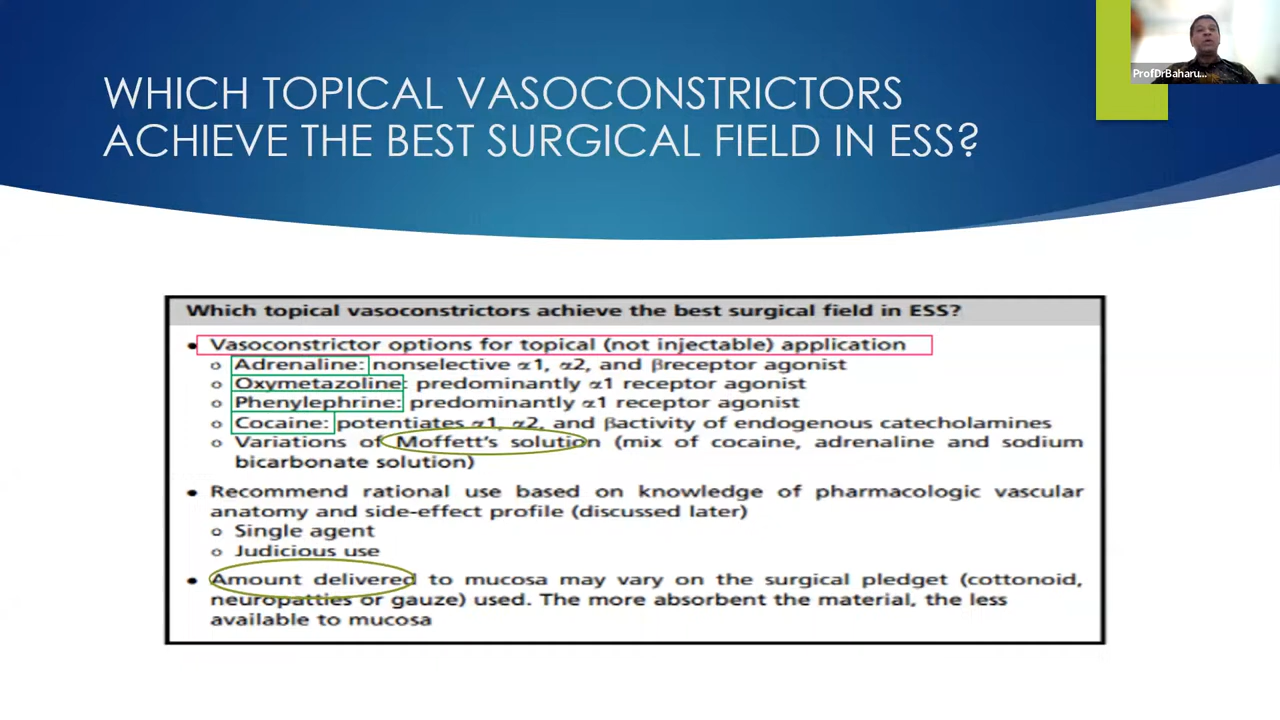 ProfDrBaharu...
WHICH TOPICAL VASOCONSTRICTORS
ACHIEVE THE BEST SURGICAL FIELD IN ESS?
Which topical vasoconstrictors achieve the best surgical field in ESS?
• Vasoconstrictor options for topical (not injectable) application
o Adrenaline: nonselective α1, α2, and βreceptor agonist
o Oxymetazoline: predominantly α1 receptor agonist
o Phenylephrine: predominantly α1 receptor agonist
o Cocaine: potentiates α1, α2, and βactivity of endogenous catecholamines
o Variations of Moffett's solution (mix of cocaine, adrenaline and sodium
bicarbonate solution)
• Recommend rational use based on knowledge of pharmacologic vascular
anatomy and side-effect profile (discussed later)
o Single agent
o Judicious use
• Amount delivered to mucosa may vary on the surgical pledget (cottonoid,
neuropatties or gauze) used. The more absorbent the material, the less
available to mucosa